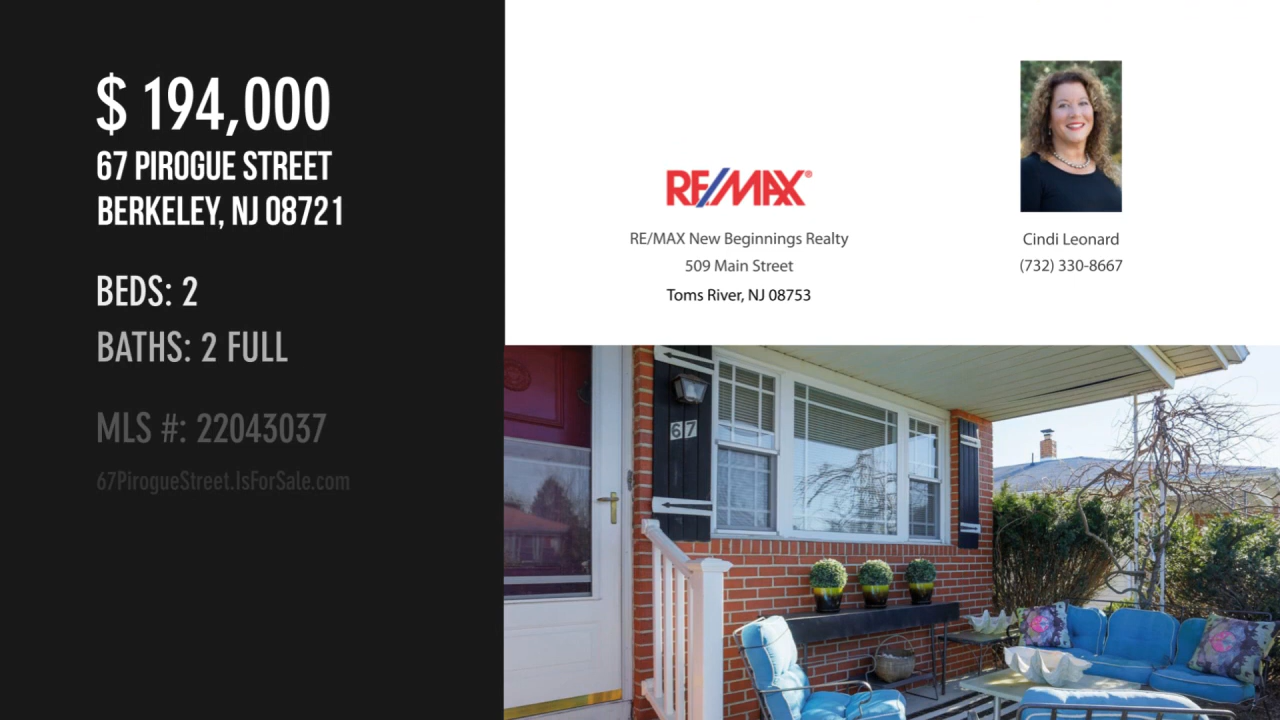 $ 194,000
67 PIROGUE STREET
BERKELEY, NJ 08721
BEDS: 2
BATHS: 2 FULL
MLS #: 22043037
67PirogueStreet.IsForSale.com
RE/MAX®
RE/MAX New Beginnings Realty
509 Main Street
Toms River, NJ 08753
Cindi Leonard
(732) 330-8667
67